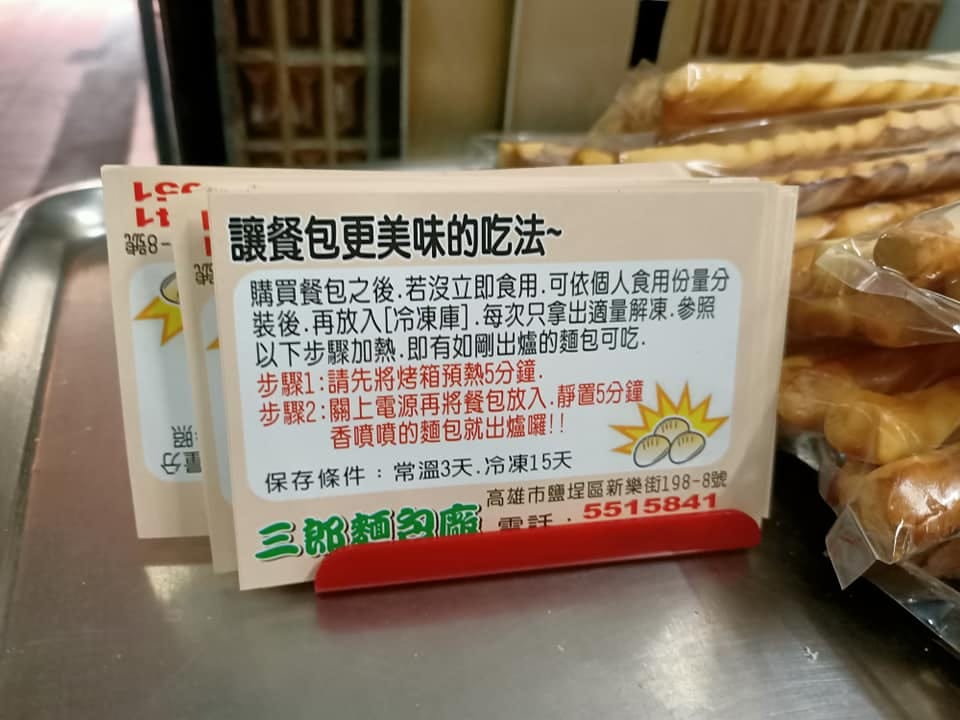 讓餐包更美味的吃法~
購買餐包之後.若沒立即食用.可依個人食用份量分
裝後.再放入[冷凍庫].每次只拿出適量解凍.參照
以下步驟加熱.即有如剛出爐的麵包可吃.
步驟1:請先將烤箱預熱5分鐘.
步驟2:關上電源再將餐包放入.靜置5分鐘
香噴噴的麵包就出爐囉!!
保存條件：常溫3天.冷凍15天
高雄市鹽埕區新樂街198-8號
三郎麵包廠
電話：5515841